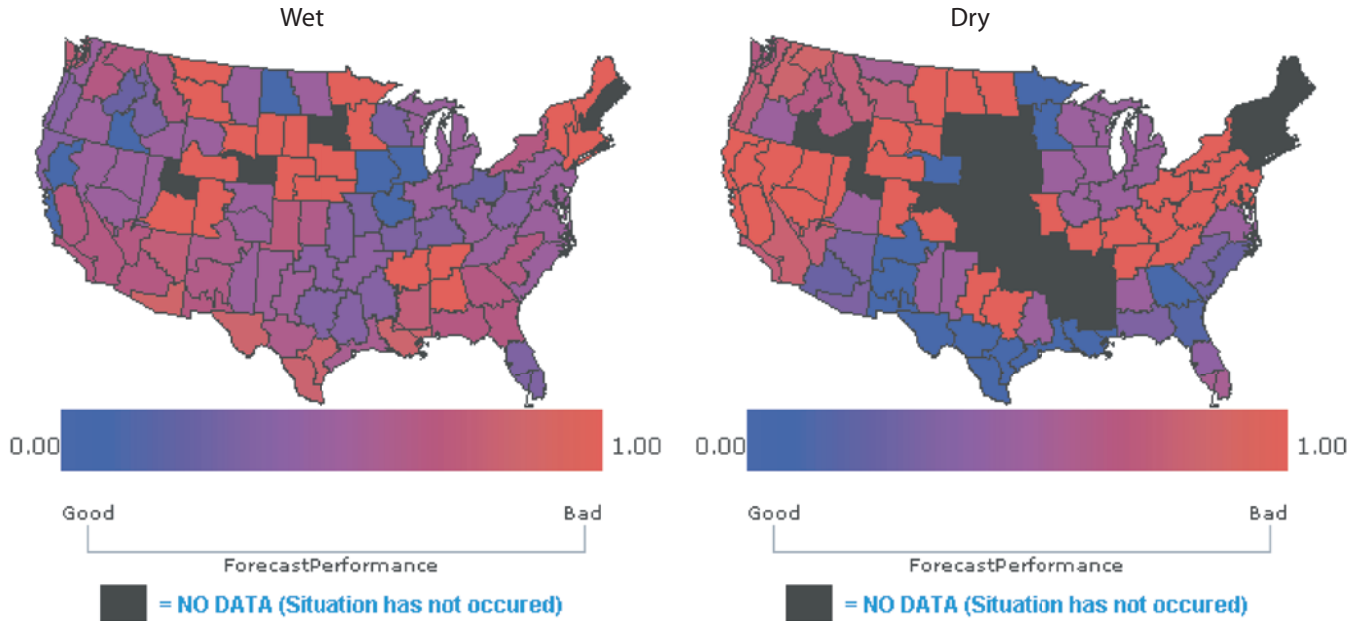 Wet
Dry
0.00 1.00
0.00 1.00
Good Bad
Good Bad
ForecastPerformance
ForecastPerformance
= NO DATA (Situation has not occured)
= NO DATA (Situation has not occured)